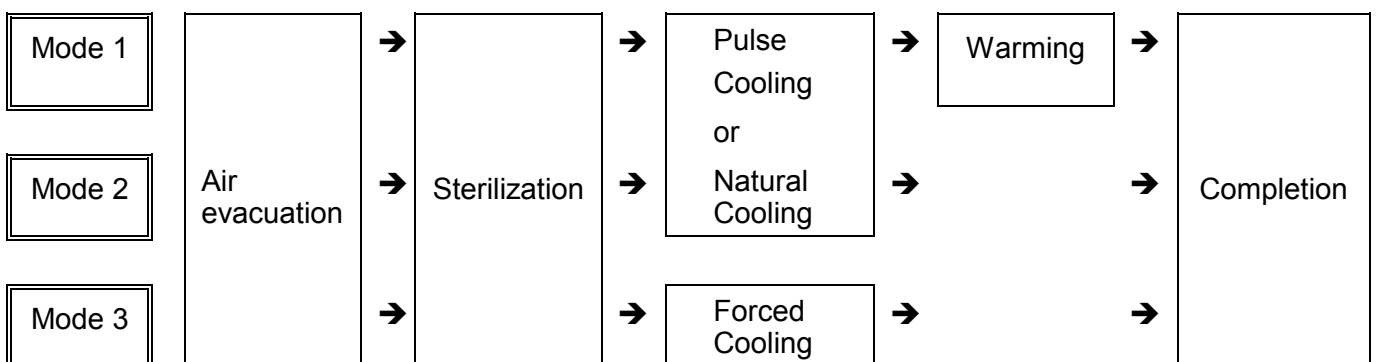 Mode 1 ➔ ➔ Pulse ➔ Warming ➔
Cooling
or
Mode 2 Air ➔ Sterilization ➔ Natural ➔ ➔ Completion
evacuation Cooling
Mode 3 ➔ ➔ Forced ➔ ➔
Cooling